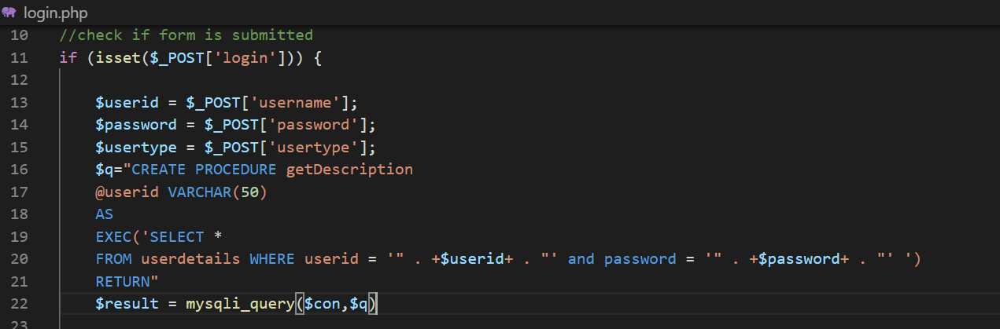 login.php
10 //check if form is submitted
11 if (isset($_POST['login'])) {
12
13 $userid = $_POST['username'];
14 $password = $_POST['password'];
15 $usertype = $_POST['usertype'];
16 $q="CREATE PROCEDURE getDescription
17 @userid VARCHAR(50)
18 AS
19 EXEC('SELECT *
20 FROM userdetails WHERE userid = '" . +$userid+ . "' and password = '" . +$password+ . "' ')
21 RETURN"
22 $result = mysqli_query($con,$q)
23